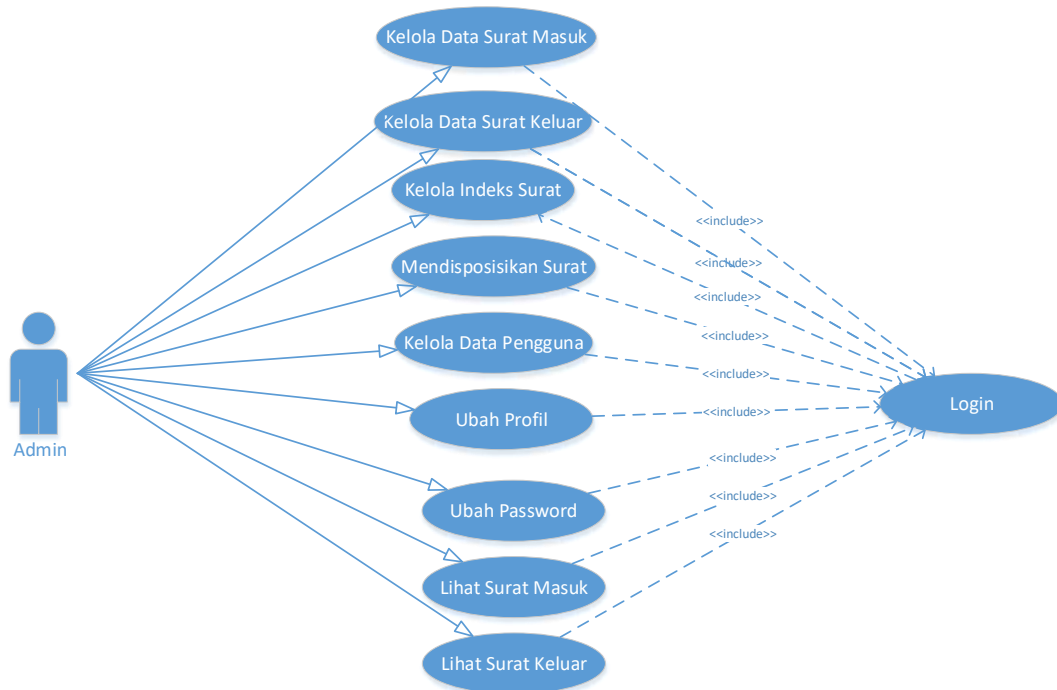 Kelola Data Surat Masuk
Kelola Data Surat Keluar
Kelola Indeks Surat
<<include>>
Mendisposisikan Surat
<<include>>
<<include>>
Kelola Data Pengguna
<<include>>
<<include>>
Login
Ubah Profil
<<include>>
Admin
<<include>>
Ubah Password
<<include>>
<<include>>
Lihat Surat Masuk
Lihat Surat Keluar